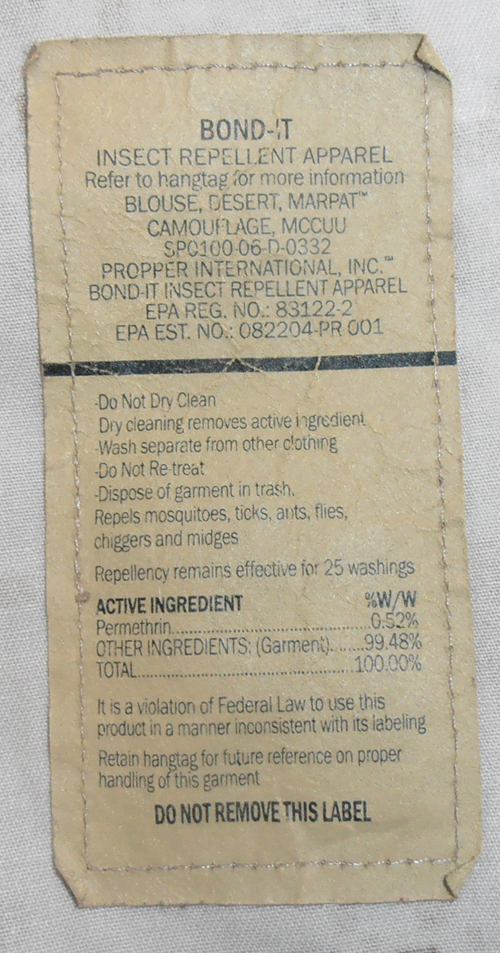 BOND-IT
INSECT REPELLENT APPAREL
Refer to hangtag for more information
BLOUSE, DESERT, MARPAT™
CAMOUFLAGE, MCCUU
SPO100-06-D-0332
PROPPER INTERNATIONAL, INC.™
BOND-IT INSECT REPELLENT APPAREL
EPA REG. NO.: 83122-2
EPA EST. NO.: 082204-PR 001
-Do Not Dry Clean
Dry cleaning removes active ingredient
-Wash separate from other clothing
-Do Not Re-treat
-Dispose of garment in trash.
Repels mosquitoes, ticks, ants, flies,
chiggers and midges
Repellency remains effective for 25 washings
ACTIVE INGREDIENT %W/W
Permethrin..............................0.52%
OTHER INGREDIENTS: (Garment).......99.48%
TOTAL..................................100.00%
It is a violation of Federal Law to use this
product in a manner inconsistent with its labeling
Retain hangtag for future reference on proper
handling of this garment
DO NOT REMOVE THIS LABEL